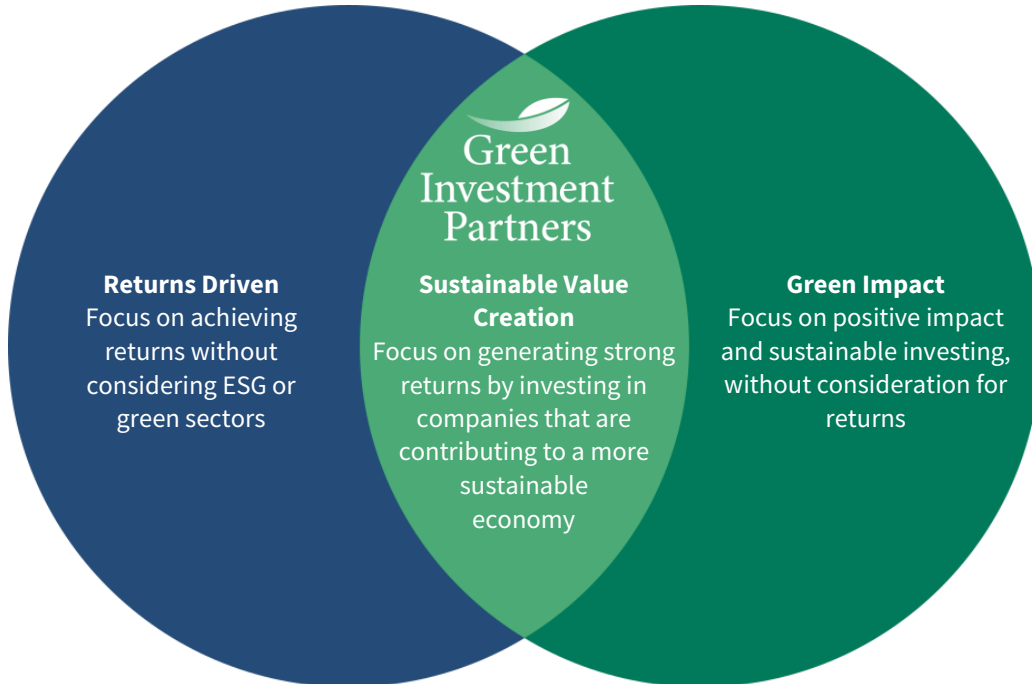 Green
Investment
Partners
Returns Driven
Focus on achieving
returns without
considering ESG or
green sectors
Sustainable Value
Creation
Focus on generating strong
returns by investing in
companies that are
contributing to a more
sustainable
economy
Green Impact
Focus on positive impact
and sustainable investing,
without consideration for
returns